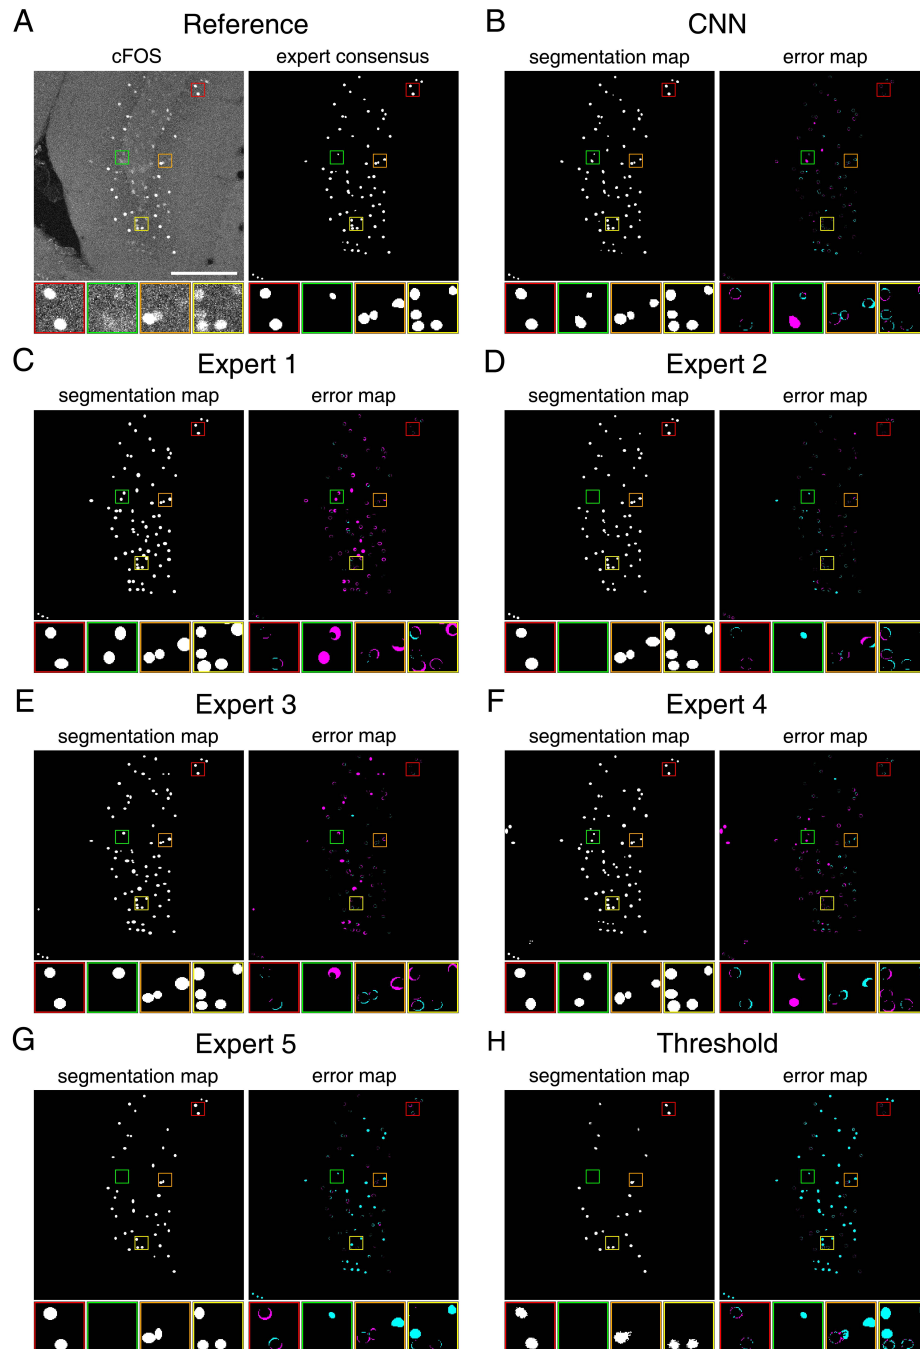 A
Reference
cFOS
expert consensus
B
CNN
segmentation map
error map
C
Expert 1
segmentation map
error map
D
Expert 2
segmentation map
error map
E
Expert 3
segmentation map
error map
F
Expert 4
segmentation map
error map
G
Expert 5
segmentation map
error map
H
Threshold
segmentation map
error map